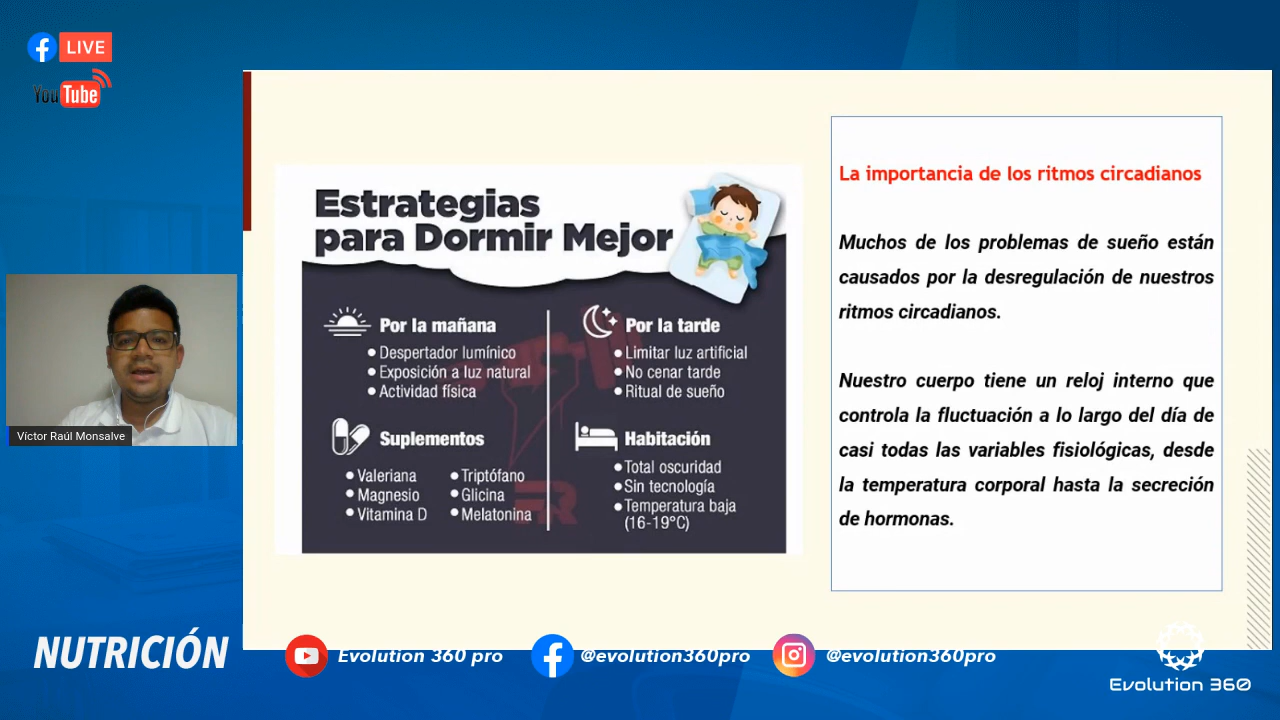 LIVE
YouTube
Estrategias
para Dormir Mejor
Por la mañana
Despertador lumínico
Exposición a luz natural
Actividad física
Por la tarde
Limitar luz artificial
No cenar tarde
Ritual de sueño
Suplementos
Valeriana
Magnesio
Vitamina D
Triptófano
Glicina
Melatonina
Habitación
Total oscuridad
Sin tecnología
Temperatura baja
(16-19°C)
La importancia de los ritmos circadianos
Muchos de los problemas de sueño están
causados por la desregulación de nuestros
ritmos circadianos.
Nuestro cuerpo tiene un reloj interno que
controla la fluctuación a lo largo del día de
casi todas las variables fisiológicas, desde
la temperatura corporal hasta la secreción
de hormonas.
Víctor Raúl Monsalve
NUTRICIÓN
Evolution 360 pro
@evolution360pro
@evolution360pro
Evolution 360